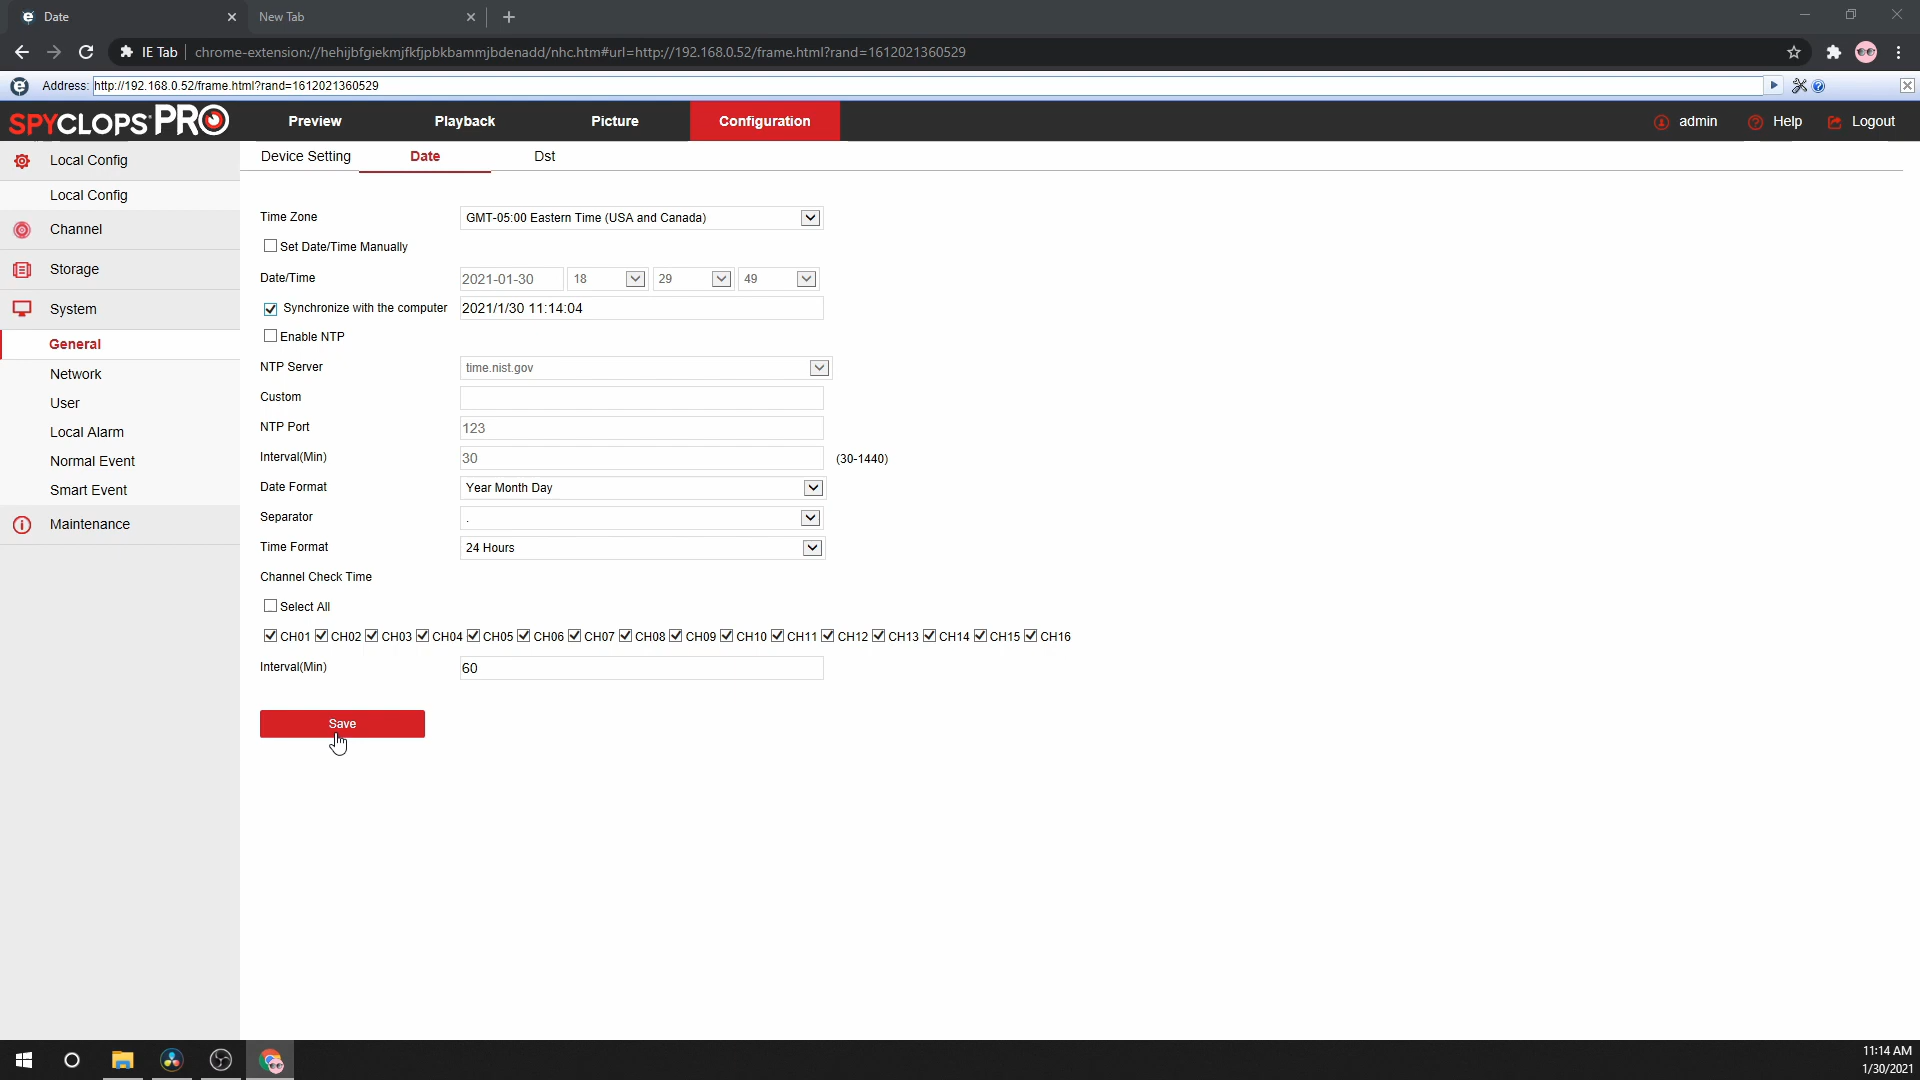 Date
New Tab
IE Tab
chrome-extension://hehijbfgiekmjfkfjpbkbammjbdenadd/nhc.htm#url=http://192.168.0.52/frame.html?rand=1612021360529
Address: http://192.168.0.52/frame.html?rand=1612021360529
SPYCLOPS PRO
Preview
Playback
Picture
Configuration
admin
Help
Logout
Local Config
Local Config
Channel
Storage
System
General
Network
User
Local Alarm
Normal Event
Smart Event
Maintenance
Device Setting
Date
Dst
Time Zone GMT-05:00 Eastern Time (USA and Canada)
Set Date/Time Manually
Date/Time 2021-01-30 18 29 49
Synchronize with the computer 2021/1/30 11:14:04
Enable NTP
NTP Server time.nist.gov
Custom
NTP Port 123
Interval(Min) 30 (30-1440)
Date Format Year Month Day
Separator .
Time Format 24 Hours
Channel Check Time
Select All
CH01 CH02 CH03 CH04 CH05 CH06 CH07 CH08 CH09 CH10 CH11 CH12 CH13 CH14 CH15 CH16
Interval(Min) 60
Save
11:14 AM
1/30/2021